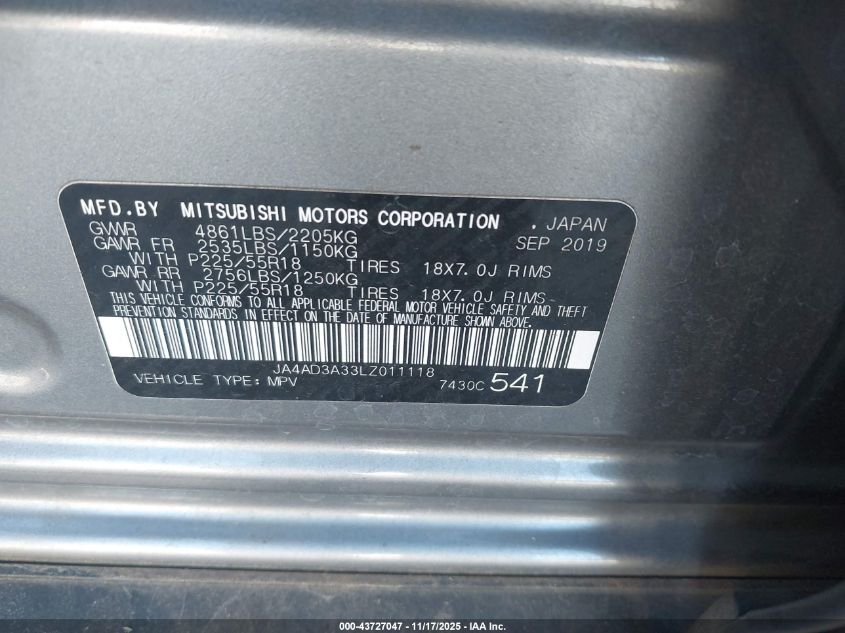 MFD.BY MITSUBISHI MOTORS CORPORATION , JAPAN
GVWR 4861LBS/2205KG SEP 2019
GAWR FR 2535LBS/1150KG
WITH P225/55R18 TIRES 18X7.0J RIMS
GAWR RR 2756LBS/1250KG
WITH P225/55R18 TIRES 18X7.0J RIMS
THIS VEHICLE CONFORMS TO ALL APPLICABLE FEDERAL MOTOR VEHICLE SAFETY AND THEFT
PREVENTION STANDARDS IN EFFECT ON THE DATE OF MANUFACTURE SHOWN ABOVE.
JA4AD3A33LZ011118
VEHICLE TYPE: MPV 7430C 541
000-43727047 - 11/17/2025 - IAA Inc.